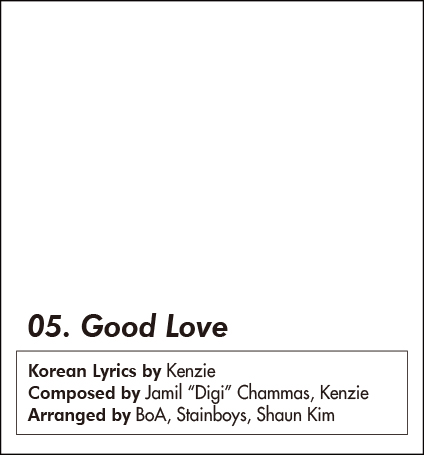 05. Good Love
Korean Lyrics by Kenzie
Composed by Jamil “Digi” Chammas, Kenzie
Arranged by BoA, Stainboys, Shaun Kim